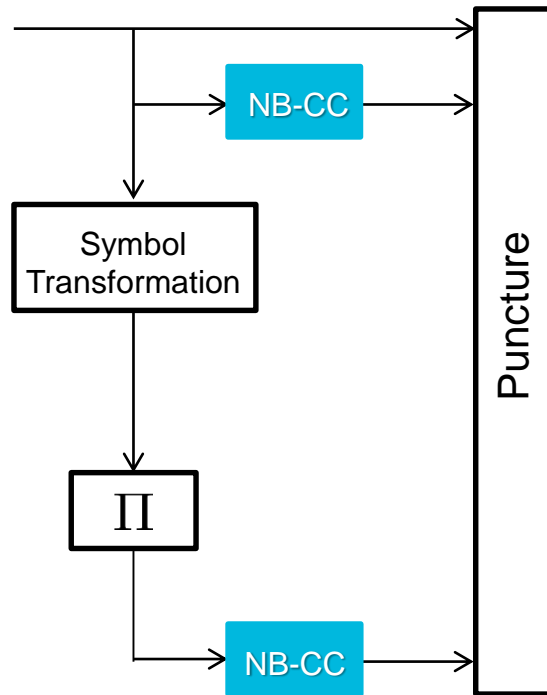 NB-CC
Symbol
Transformation
Puncture
Π
NB-CC